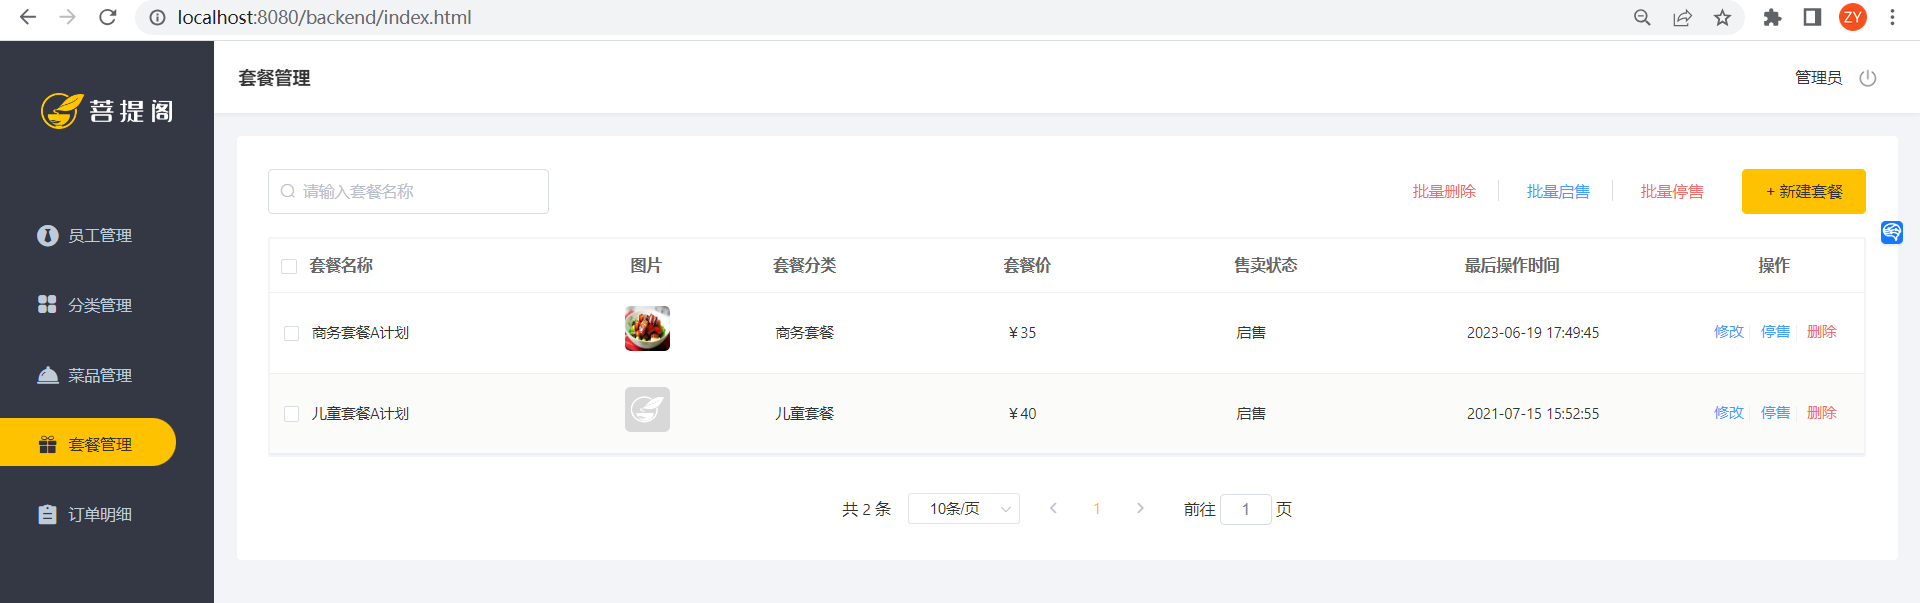 localhost:8080/backend/index.html
ZY
菩提阁
套餐管理
管理员
员工管理
分类管理
菜品管理
套餐管理
订单明细
请输入套餐名称
批量删除 批量启售 批量停售 + 新建套餐
套餐名称 图片 套餐分类 套餐价 售卖状态 最后操作时间 操作
商务套餐A计划 商务套餐 ￥35 启售 2023-06-19 17:49:45 修改 停售 删除
儿童套餐A计划 儿童套餐 ￥40 启售 2021-07-15 15:52:55 修改 停售 删除
共 2 条 10条/页 1 前往 1 页